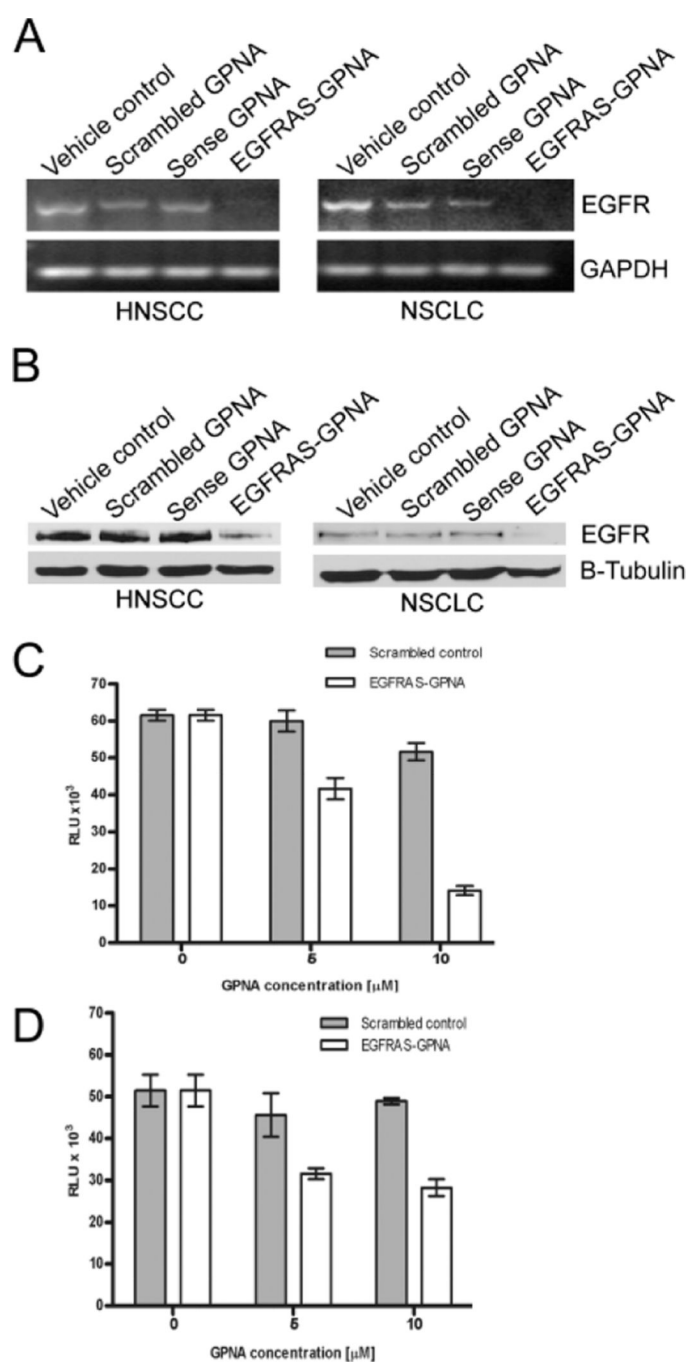 A
Vehicle control
Scrambled GPNA
Sense GPNA
EGFRAS-GPNA
Vehicle control
Scrambled GPNA
Sense GPNA
EGFRAS-GPNA
EGFR
GAPDH
HNSCC
NSCLC
B
Vehicle control
Scrambled GPNA
Sense GPNA
EGFRAS-GPNA
Vehicle control
Scrambled GPNA
Sense GPNA
EGFRAS-GPNA
EGFR
B-Tubulin
HNSCC
NSCLC
C
Scrambled control
EGFRAS-GPNA
RLU x10³
70
60
50
40
30
20
10
0
0
5
10
GPNA concentration [µM]
D
Scrambled control
EGFRAS-GPNA
RLU x 10³
70
60
50
40
30
20
10
0
0
5
10
GPNA concentration [µM]